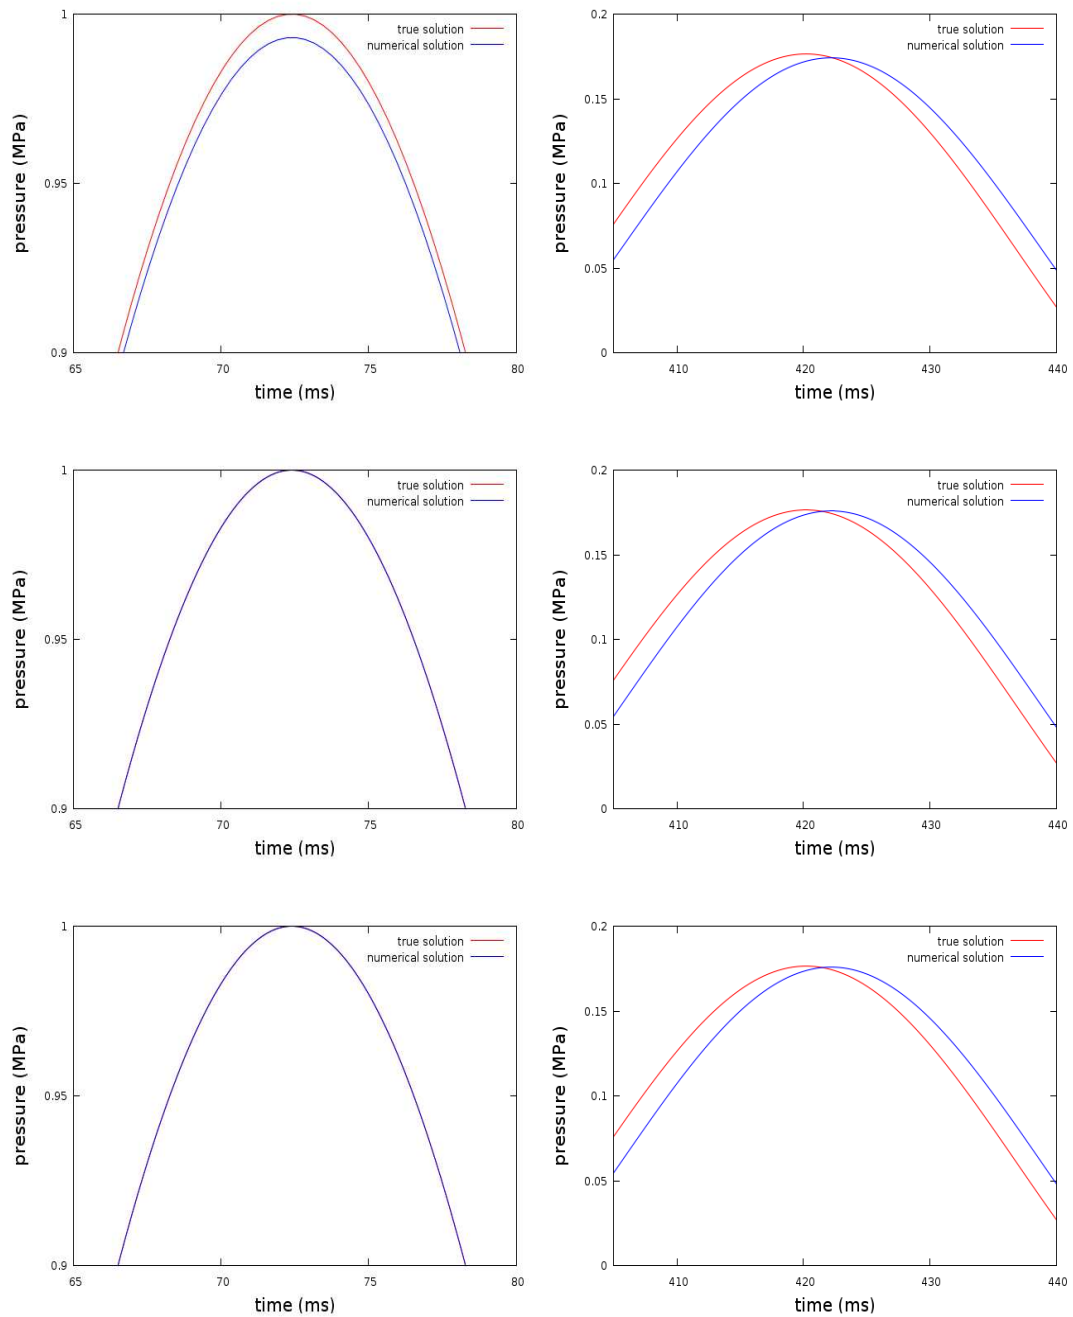 1
0.95
0.9
65
70
75
80
pressure (MPa)
time (ms)
true solution
numerical solution
0.2
0.15
0.1
0.05
0
410
420
430
440
pressure (MPa)
time (ms)
true solution
numerical solution
1
0.95
0.9
65
70
75
80
pressure (MPa)
time (ms)
true solution
numerical solution
0.2
0.15
0.1
0.05
0
410
420
430
440
pressure (MPa)
time (ms)
true solution
numerical solution
1
0.95
0.9
65
70
75
80
pressure (MPa)
time (ms)
true solution
numerical solution
0.2
0.15
0.1
0.05
0
410
420
430
440
pressure (MPa)
time (ms)
true solution
numerical solution